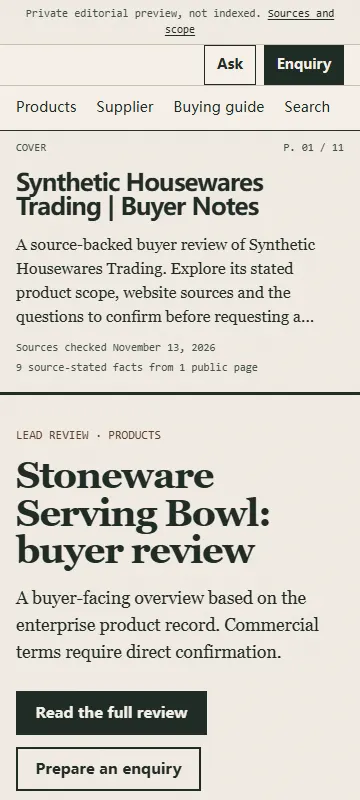 Private editorial preview, not indexed. Sources and
scope
Ask
Enquiry
Products
Supplier
Buying guide
Search
COVER
P. 01 / 11
Synthetic Housewares
Trading | Buyer Notes
A source-backed buyer review of Synthetic
Housewares Trading. Explore its stated
product scope, website sources and the
questions to confirm before requesting a...
Sources checked November 13, 2026
9 source-stated facts from 1 public page
LEAD REVIEW · PRODUCTS
Stoneware
Serving Bowl:
buyer review
A buyer-facing overview based on the
enterprise product record. Commercial
terms require direct confirmation.
Read the full review
Prepare an enquiry